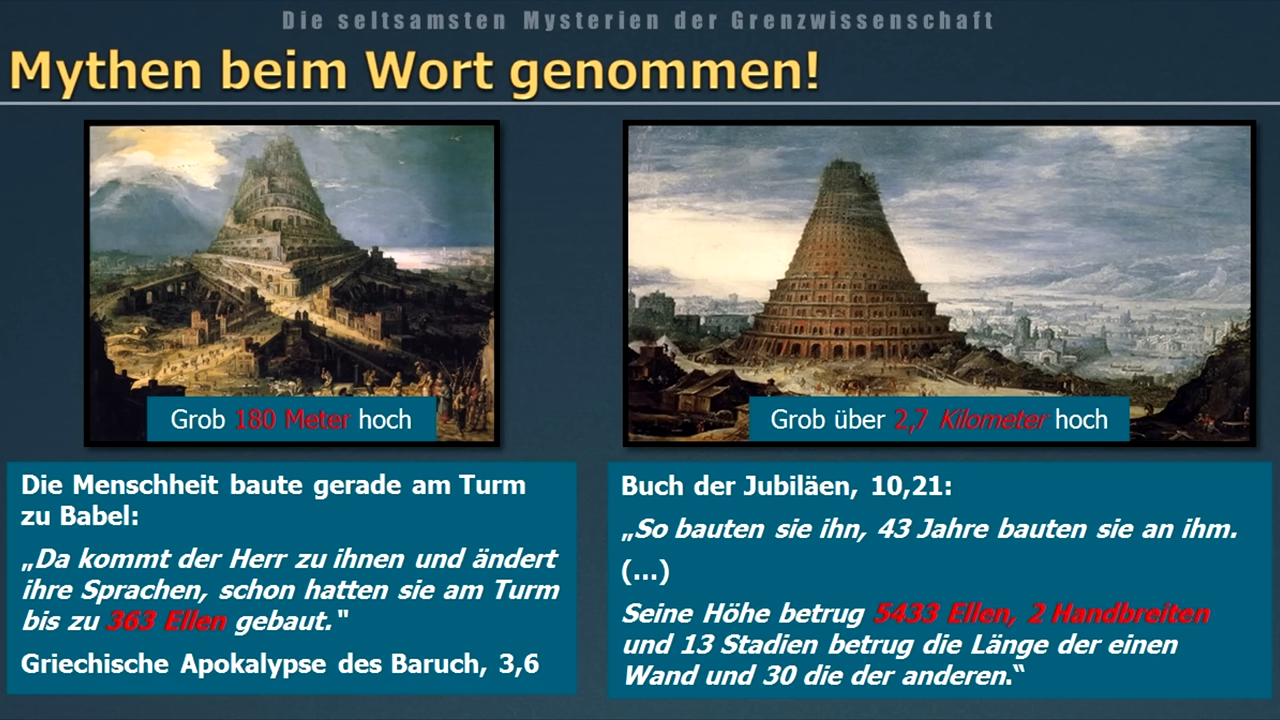 Die seltsamsten Mysterien der Grenzwissenschaft
Mythen beim Wort genommen!
Grob 180 Meter hoch
Die Menschheit baute gerade am Turm
zu Babel:
„Da kommt der Herr zu ihnen und ändert
ihre Sprachen, schon hatten sie am Turm
bis zu 363 Ellen gebaut."
Griechische Apokalypse des Baruch, 3,6
Grob über 2,7 Kilometer hoch
Buch der Jubiläen, 10,21:
„So bauten sie ihn, 43 Jahre bauten sie an ihm.
(...)
Seine Höhe betrug 5433 Ellen, 2 Handbreiten
und 13 Stadien betrug die Länge der einen
Wand und 30 die der anderen.“